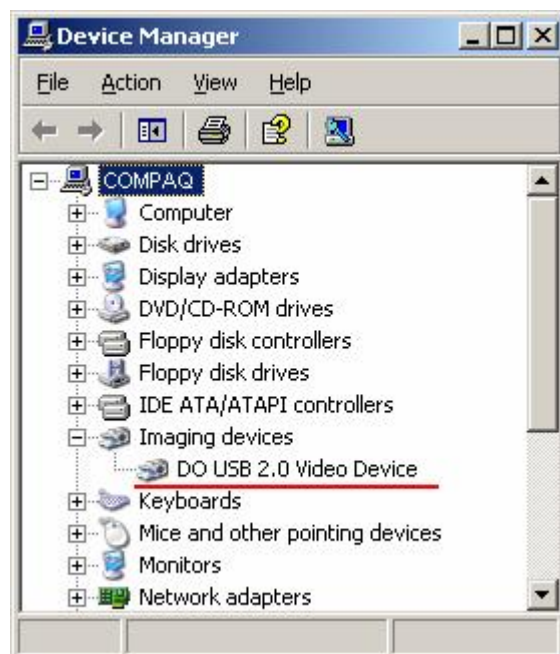 Device Manager
File Action View Help
COMPAQ
Computer
Disk drives
Display adapters
DVD/CD-ROM drives
Floppy disk controllers
Floppy disk drives
IDE ATA/ATAPI controllers
Imaging devices
DO USB 2.0 Video Device
Keyboards
Mice and other pointing devices
Monitors
Network adapters